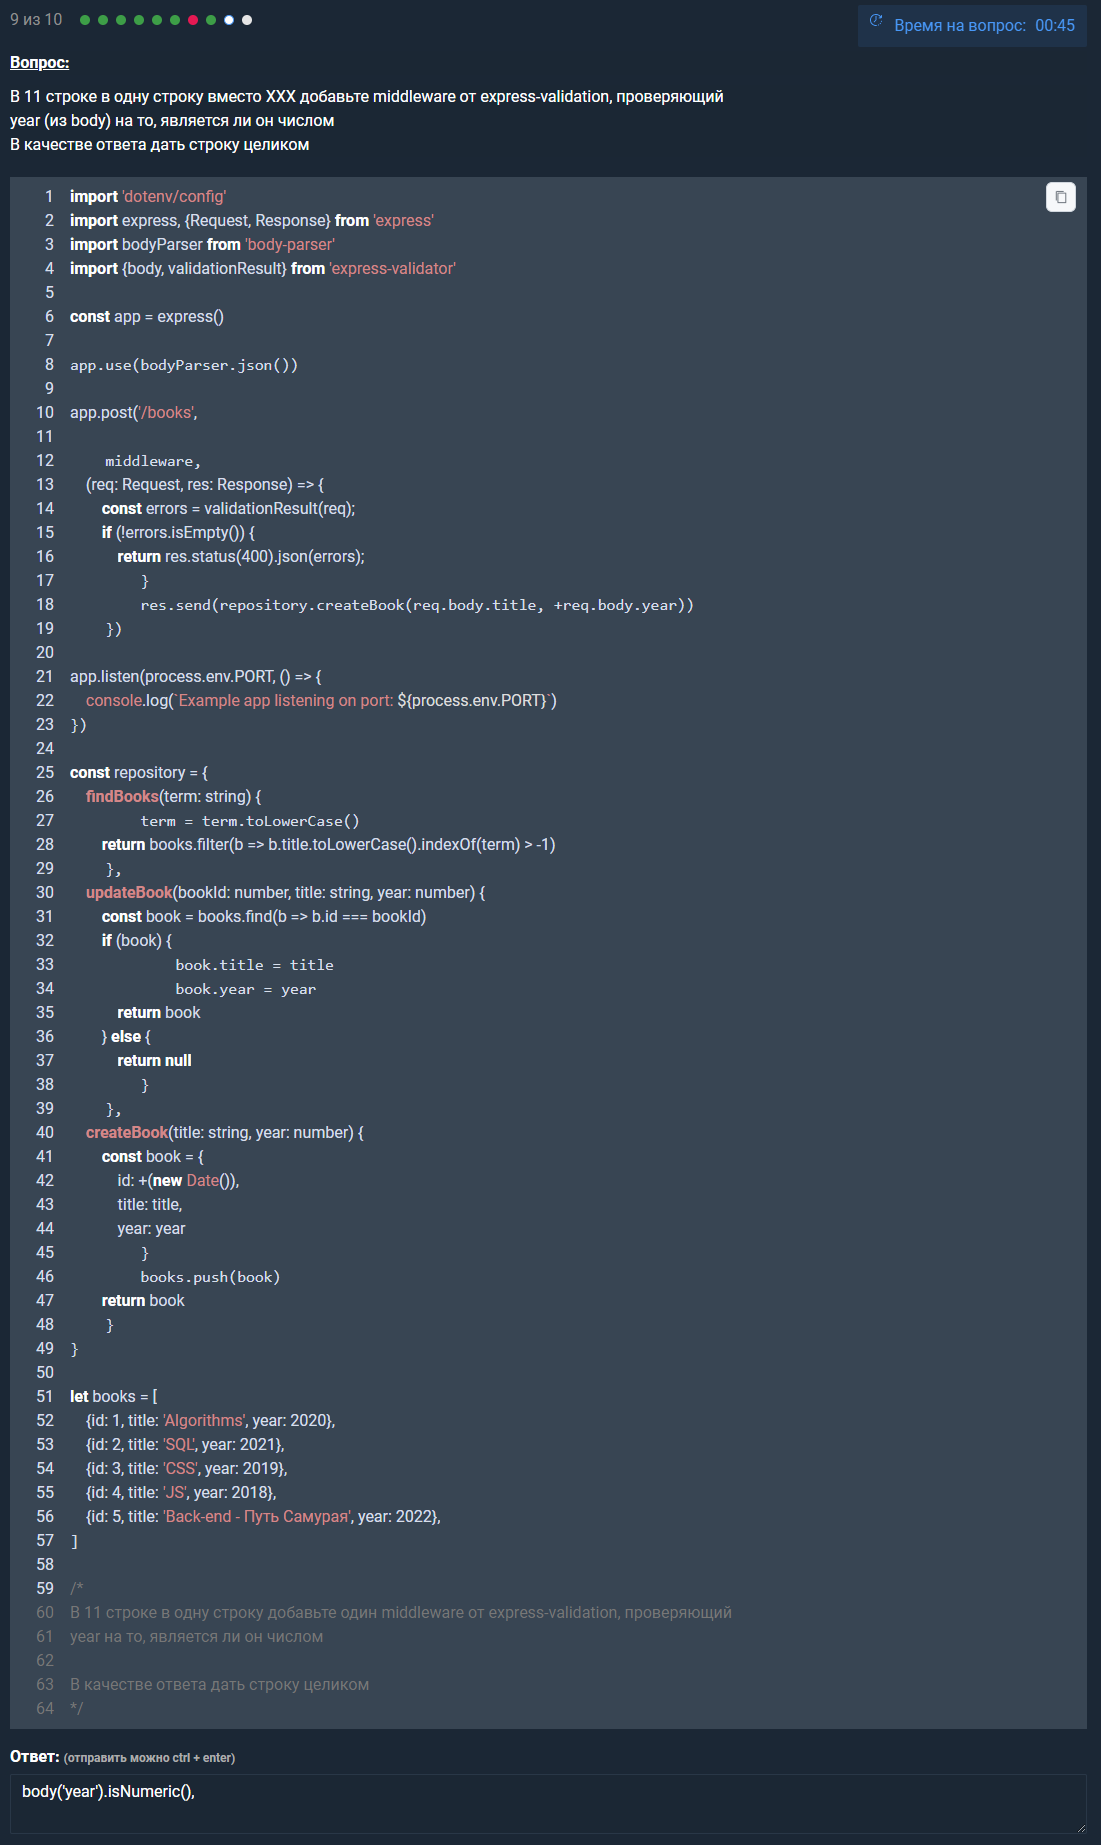 9 из 10
Время на вопрос: 00:45
Вопрос:
В 11 строке в одну строку вместо XXX добавьте middleware от express-validation, проверяющий
year (из body) на то, является ли он числом
В качестве ответа дать строку целиком
1 import 'dotenv/config'
2 import express, {Request, Response} from 'express'
3 import bodyParser from 'body-parser'
4 import {body, validationResult} from 'express-validator'
5
6 const app = express()
7
8 app.use(bodyParser.json())
9
10 app.post('/books',
11
12 middleware,
13 (req: Request, res: Response) => {
14 const errors = validationResult(req);
15 if (!errors.isEmpty()) {
16 return res.status(400).json(errors);
17 }
18 res.send(repository.createBook(req.body.title, +req.body.year))
19 })
20
21 app.listen(process.env.PORT, () => {
22 console.log(`Example app listening on port: ${process.env.PORT}`)
23 })
24
25 const repository = {
26 findBooks(term: string) {
27 term = term.toLowerCase()
28 return books.filter(b => b.title.toLowerCase().indexOf(term) > -1)
29 },
30 updateBook(bookId: number, title: string, year: number) {
31 const book = books.find(b => b.id === bookId)
32 if (book) {
33 book.title = title
34 book.year = year
35 return book
36 } else {
37 return null
38 }
39 },
40 createBook(title: string, year: number) {
41 const book = {
42 id: +(new Date()),
43 title: title,
44 year: year
45 }
46 books.push(book)
47 return book
48 }
49 }
50
51 let books = [
52 {id: 1, title: 'Algorithms', year: 2020},
53 {id: 2, title: 'SQL', year: 2021},
54 {id: 3, title: 'CSS', year: 2019},
55 {id: 4, title: 'JS', year: 2018},
56 {id: 5, title: 'Back-end - Путь Самурая', year: 2022},
57 ]
58
59 /*
60 В 11 строке в одну строку добавьте один middleware от express-validation, проверяющий
61 year на то, является ли он числом
62
63 В качестве ответа дать строку целиком
64 */
Ответ: (отправить можно ctrl + enter)
body('year').isNumeric(),